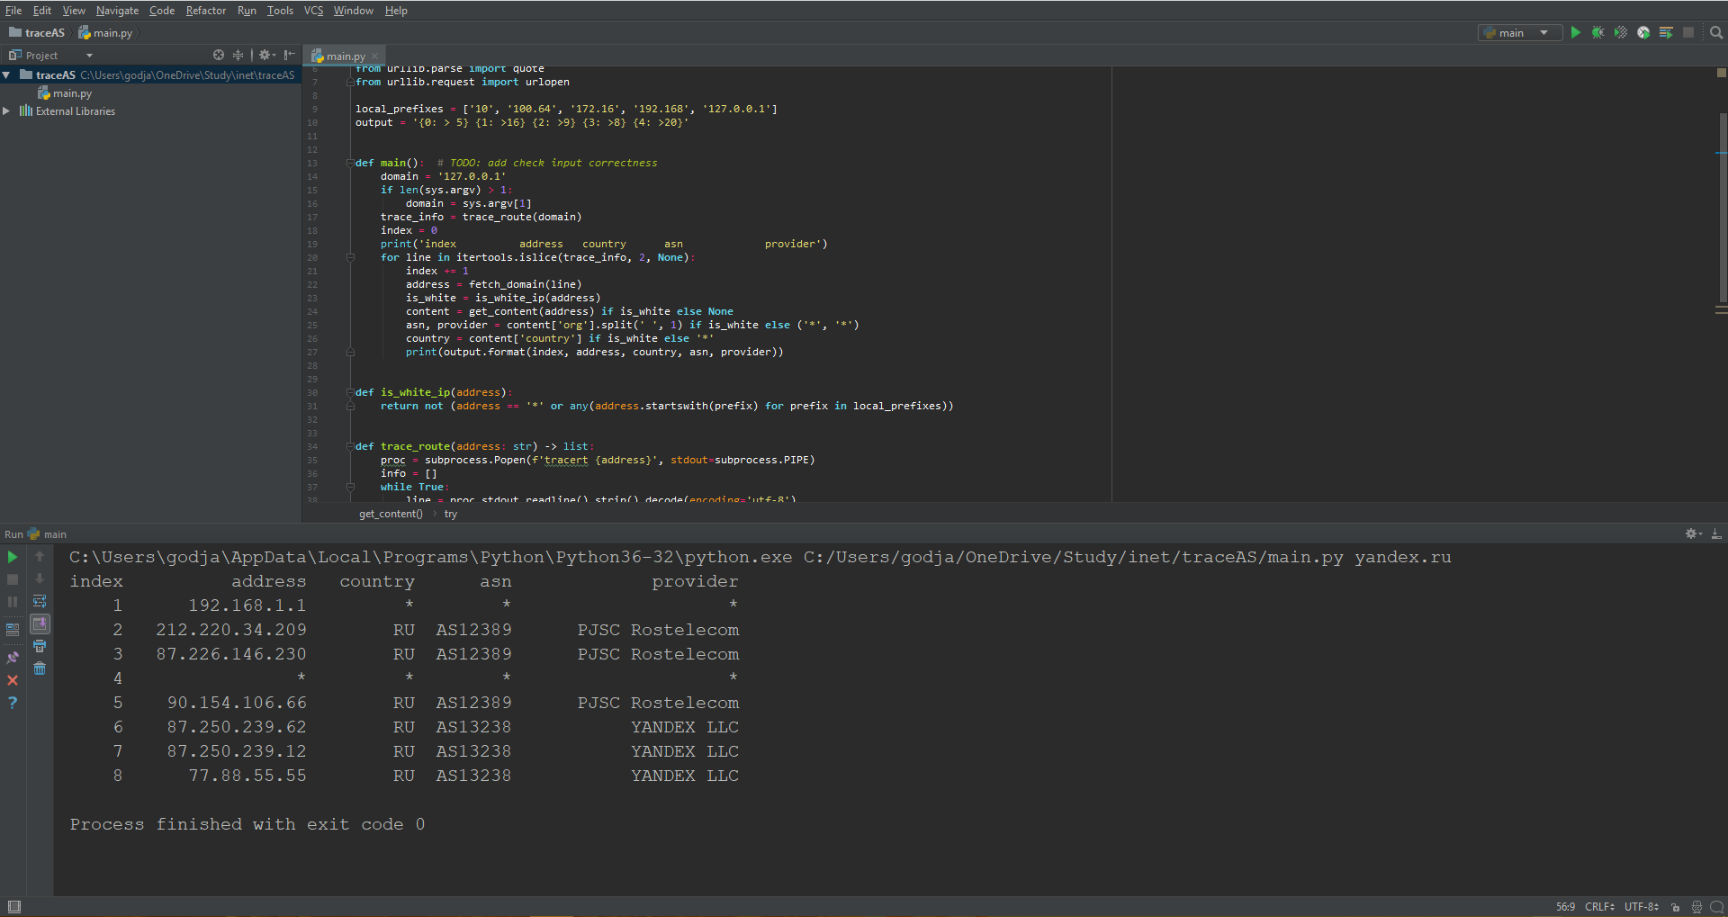 File Edit View Navigate Code Refactor Run Tools VCS Window Help
traceAS main.py
main
Project
main.py
traceAS C:\Users\godja\OneDrive\Study\inet\traceAS
main.py
External Libraries
6 from urllib.parse import quote
7 from urllib.request import urlopen
8
9 local_prefixes = ['10', '100.64', '172.16', '192.168', '127.0.0.1']
10 output = '{0: > 5} {1: >16} {2: >9} {3: >8} {4: >20}'
11
12
13 def main(): # TODO: add check input correctness
14 domain = '127.0.0.1'
15 if len(sys.argv) > 1:
16 domain = sys.argv[1]
17 trace_info = trace_route(domain)
18 index = 0
19 print('index address country asn provider')
20 for line in itertools.islice(trace_info, 2, None):
21 index += 1
22 address = fetch_domain(line)
23 is_white = is_white_ip(address)
24 content = get_content(address) if is_white else None
25 asn, provider = content['org'].split(' ', 1) if is_white else ('*', '*')
26 country = content['country'] if is_white else '*'
27 print(output.format(index, address, country, asn, provider))
28
29
30 def is_white_ip(address):
31 return not (address == '*' or any(address.startswith(prefix) for prefix in local_prefixes))
32
33
34 def trace_route(address: str) -> list:
35 proc = subprocess.Popen(f'tracert {address}', stdout=subprocess.PIPE)
36 info = []
37 while True:
38 line = proc.stdout.readline().strip().decode(encoding='utf-8')
get_content() try
Run main
C:\Users\godja\AppData\Local\Programs\Python\Python36-32\python.exe C:/Users/godja/OneDrive/Study/inet/traceAS/main.py yandex.ru
index address country asn provider
1 192.168.1.1 * * *
2 212.220.34.209 RU AS12389 PJSC Rostelecom
3 87.226.146.230 RU AS12389 PJSC Rostelecom
4 * * * *
5 90.154.106.66 RU AS12389 PJSC Rostelecom
6 87.250.239.62 RU AS13238 YANDEX LLC
7 87.250.239.12 RU AS13238 YANDEX LLC
8 77.88.55.55 RU AS13238 YANDEX LLC
Process finished with exit code 0
56:9 CRLF UTF-8